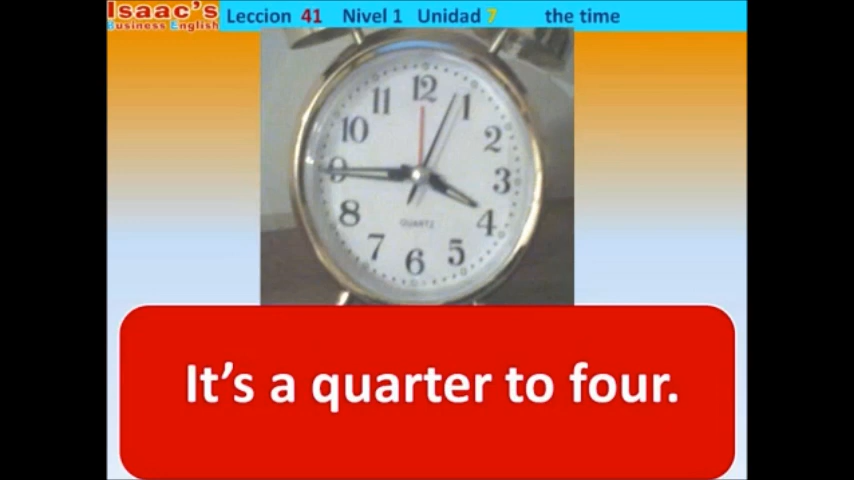 Isaac's
Business English
Leccion 41 Nivel 1 Unidad 7 the time
12
11 1
10 2
9 3
8 4
7 5
6
QUARTZ
It's a quarter to four.